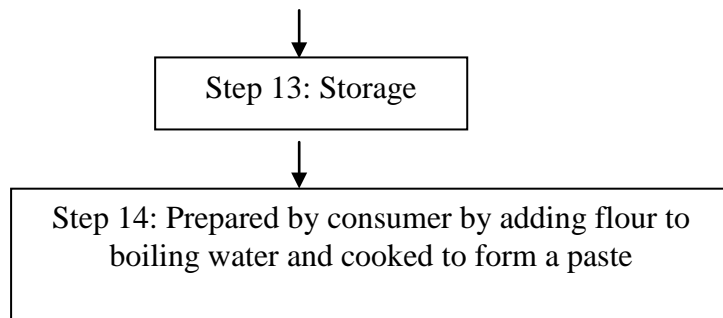 Step 13: Storage
Step 14: Prepared by consumer by adding flour to
boiling water and cooked to form a paste